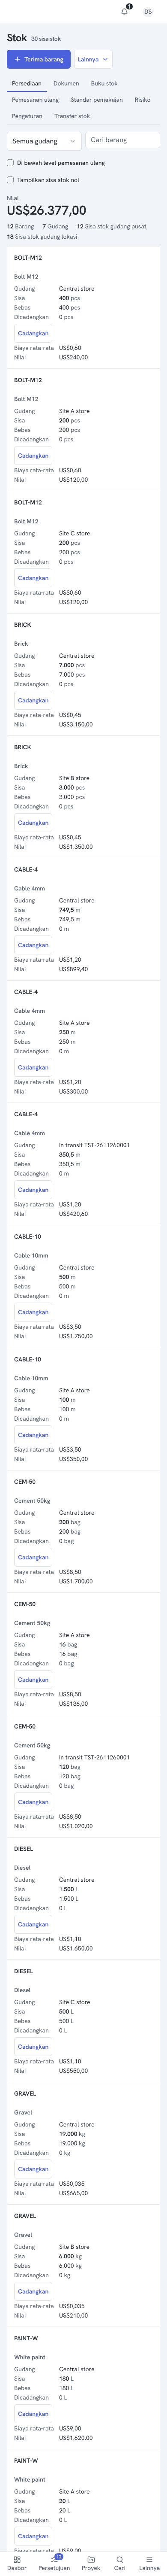 1
DS
Stok 30 sisa stok
+ Terima barang
Lainnya
Persediaan Dokumen Buku stok
Pemesanan ulang Standar pemakaian Risiko
Pengaturan Transfer stok
Semua gudang
Cari barang
Di bawah level pemesanan ulang
Tampilkan sisa stok nol
Nilai
US$26.377,00
12 Barang 7 Gudang 12 Sisa stok gudang pusat
18 Sisa stok gudang lokasi
BOLT-M12
Bolt M12
Gudang Central store
Sisa 400 pcs
Bebas 400 pcs
Dicadangkan 0 pcs
Cadangkan
Biaya rata-rata US$0,60
Nilai US$240,00
BOLT-M12
Bolt M12
Gudang Site A store
Sisa 200 pcs
Bebas 200 pcs
Dicadangkan 0 pcs
Cadangkan
Biaya rata-rata US$0,60
Nilai US$120,00
BOLT-M12
Bolt M12
Gudang Site C store
Sisa 200 pcs
Bebas 200 pcs
Dicadangkan 0 pcs
Cadangkan
Biaya rata-rata US$0,60
Nilai US$120,00
BRICK
Brick
Gudang Central store
Sisa 7.000 pcs
Bebas 7.000 pcs
Dicadangkan 0 pcs
Cadangkan
Biaya rata-rata US$0,45
Nilai US$3.150,00
BRICK
Brick
Gudang Site B store
Sisa 3.000 pcs
Bebas 3.000 pcs
Dicadangkan 0 pcs
Cadangkan
Biaya rata-rata US$0,45
Nilai US$1.350,00
CABLE-4
Cable 4mm
Gudang Central store
Sisa 749,5 m
Bebas 749,5 m
Dicadangkan 0 m
Cadangkan
Biaya rata-rata US$1,20
Nilai US$899,40
CABLE-4
Cable 4mm
Gudang Site A store
Sisa 250 m
Bebas 250 m
Dicadangkan 0 m
Cadangkan
Biaya rata-rata US$1,20
Nilai US$300,00
CABLE-4
Cable 4mm
Gudang In transit TST-2611260001
Sisa 350,5 m
Bebas 350,5 m
Dicadangkan 0 m
Cadangkan
Biaya rata-rata US$1,20
Nilai US$420,60
CABLE-10
Cable 10mm
Gudang Central store
Sisa 500 m
Bebas 500 m
Dicadangkan 0 m
Cadangkan
Biaya rata-rata US$3,50
Nilai US$1.750,00
CABLE-10
Cable 10mm
Gudang Site A store
Sisa 100 m
Bebas 100 m
Dicadangkan 0 m
Cadangkan
Biaya rata-rata US$3,50
Nilai US$350,00
CEM-50
Cement 50kg
Gudang Central store
Sisa 200 bag
Bebas 200 bag
Dicadangkan 0 bag
Cadangkan
Biaya rata-rata US$8,50
Nilai US$1.700,00
CEM-50
Cement 50kg
Gudang Site A store
Sisa 16 bag
Bebas 16 bag
Dicadangkan 0 bag
Cadangkan
Biaya rata-rata US$8,50
Nilai US$136,00
CEM-50
Cement 50kg
Gudang In transit TST-2611260001
Sisa 120 bag
Bebas 120 bag
Dicadangkan 0 bag
Cadangkan
Biaya rata-rata US$8,50
Nilai US$1.020,00
DIESEL
Diesel
Gudang Central store
Sisa 1.500 L
Bebas 1.500 L
Dicadangkan 0 L
Cadangkan
Biaya rata-rata US$1,10
Nilai US$1.650,00
DIESEL
Diesel
Gudang Site C store
Sisa 500 L
Bebas 500 L
Dicadangkan 0 L
Cadangkan
Biaya rata-rata US$1,10
Nilai US$550,00
GRAVEL
Gravel
Gudang Central store
Sisa 19.000 kg
Bebas 19.000 kg
Dicadangkan 0 kg
Cadangkan
Biaya rata-rata US$0,035
Nilai US$665,00
GRAVEL
Gravel
Gudang Site B store
Sisa 6.000 kg
Bebas 6.000 kg
Dicadangkan 0 kg
Cadangkan
Biaya rata-rata US$0,035
Nilai US$210,00
PAINT-W
White paint
Gudang Central store
Sisa 180 L
Bebas 180 L
Dicadangkan 0 L
Cadangkan
Biaya rata-rata US$9,00
Nilai US$1.620,00
PAINT-W
White paint
Gudang Site A store
Sisa 20 L
Bebas 20 L
Dicadangkan 0 L
Cadangkan
Biaya rata-rata US$9,00
Dasbor Persetujuan Proyek Cari Lainnya